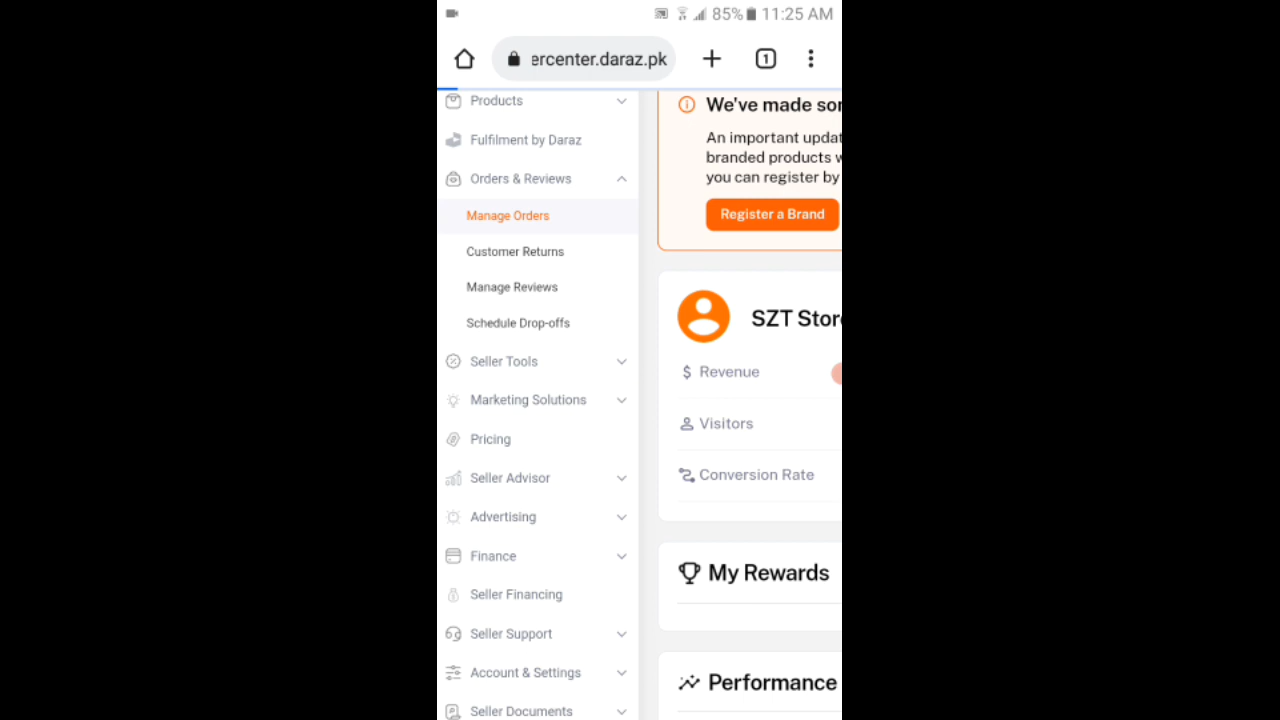 85% 11:25 AM
ercenter.daraz.pk
1
Products
Fulfilment by Daraz
Orders & Reviews
Manage Orders
Customer Returns
Manage Reviews
Schedule Drop-offs
Seller Tools
Marketing Solutions
Pricing
Seller Advisor
Advertising
Finance
Seller Financing
Seller Support
Account & Settings
Seller Documents
We've made sor
An important updat
branded products w
you can register by
Register a Brand
SZT Store
$ Revenue
Visitors
Conversion Rate
My Rewards
Performance